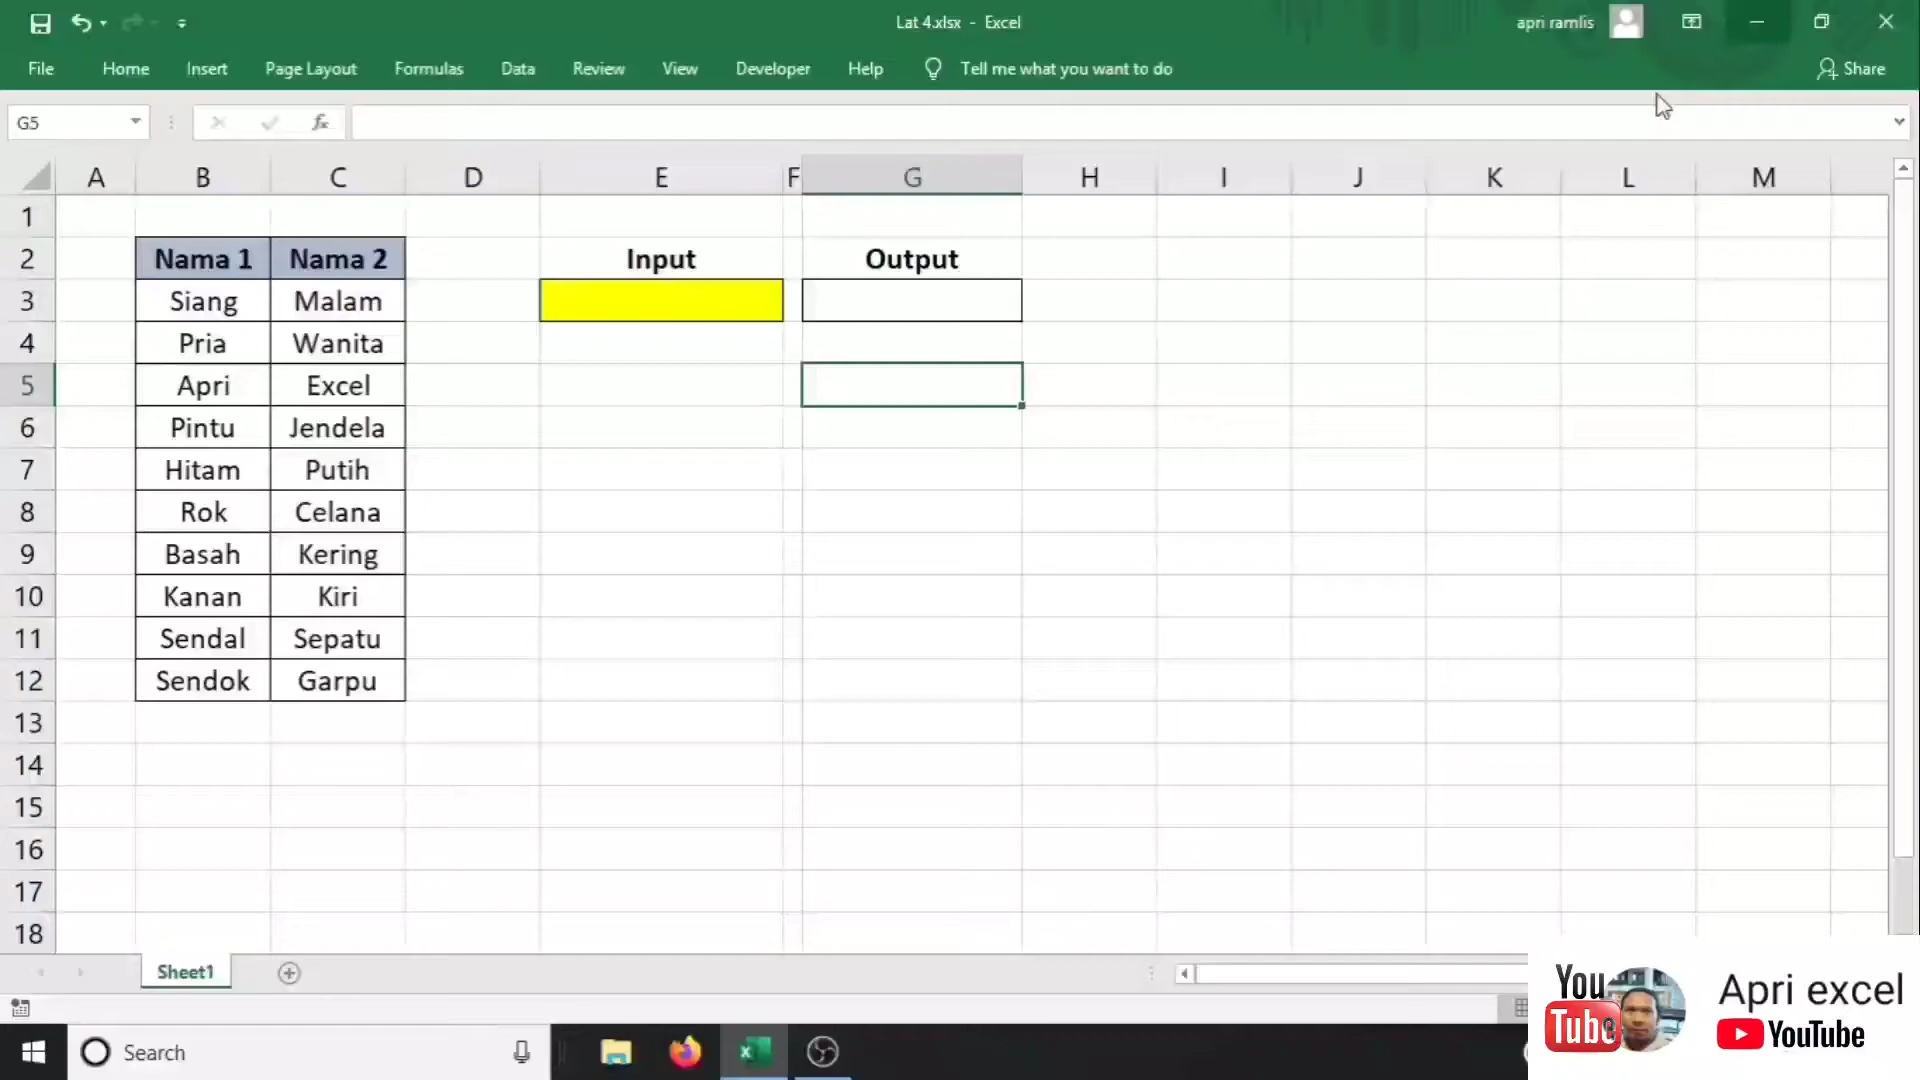 Lat 4.xlsx - Excel
apri ramlis
File Home Insert Page Layout Formulas Data Review View Developer Help Tell me what you want to do Share
G5 fx
A B C D E F G H I J K L M
1
2 Nama 1 Nama 2 Input Output
3 Siang Malam
4 Pria Wanita
5 Apri Excel
6 Pintu Jendela
7 Hitam Putih
8 Rok Celana
9 Basah Kering
10 Kanan Kiri
11 Sendal Sepatu
12 Sendok Garpu
13
14
15
16
17
18
Sheet1
You Tube
Apri excel
YouTube
Search